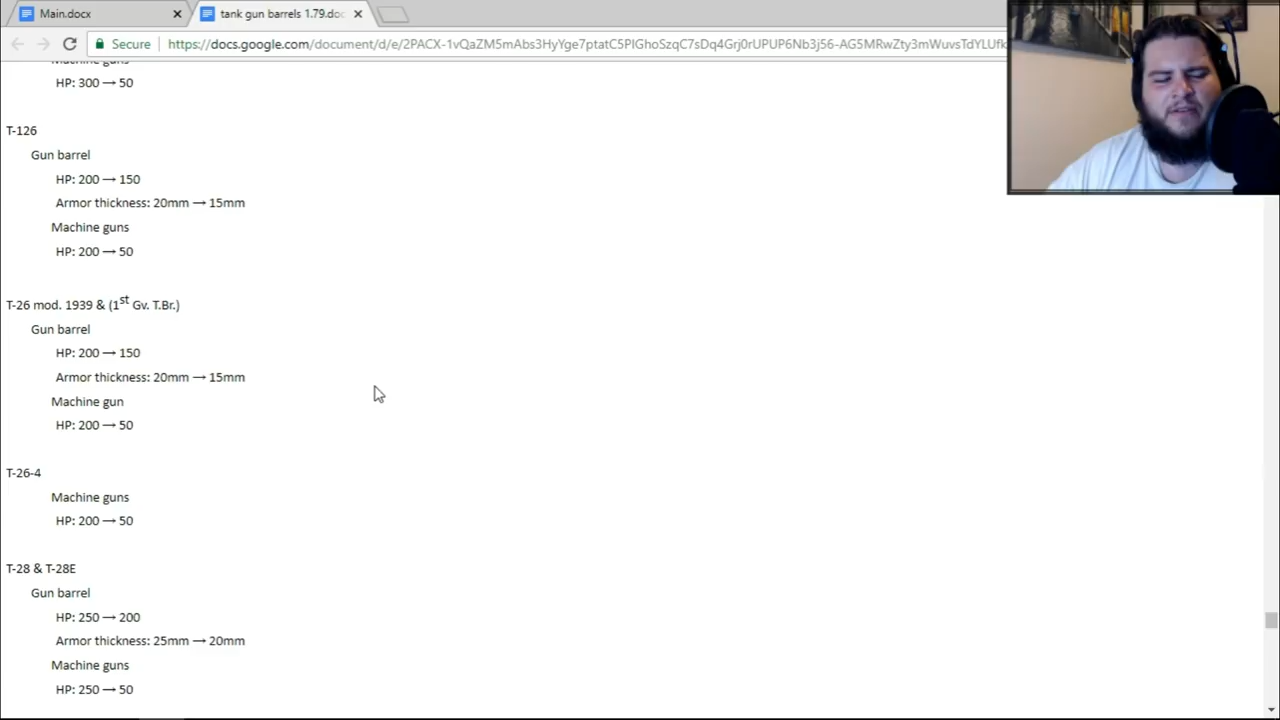 Main.docx
tank gun barrels 1.79.doc
Secure
https://docs.google.com/document/d/e/2PACX-1vQaZM5mAbs3HyYge7ptatC5PlGhoSzqC7sDq4Grj0rUPUP6Nb3j56-AG5MRwZty3mWuvsTdYLUfk
Machine guns
HP: 300 → 50
T-126
Gun barrel
HP: 200 → 150
Armor thickness: 20mm → 15mm
Machine guns
HP: 200 → 50
T-26 mod. 1939 & (1st Gv. T.Br.)
Gun barrel
HP: 200 → 150
Armor thickness: 20mm → 15mm
Machine gun
HP: 200 → 50
T-26-4
Machine guns
HP: 200 → 50
T-28 & T-28E
Gun barrel
HP: 250 → 200
Armor thickness: 25mm → 20mm
Machine guns
HP: 250 → 50